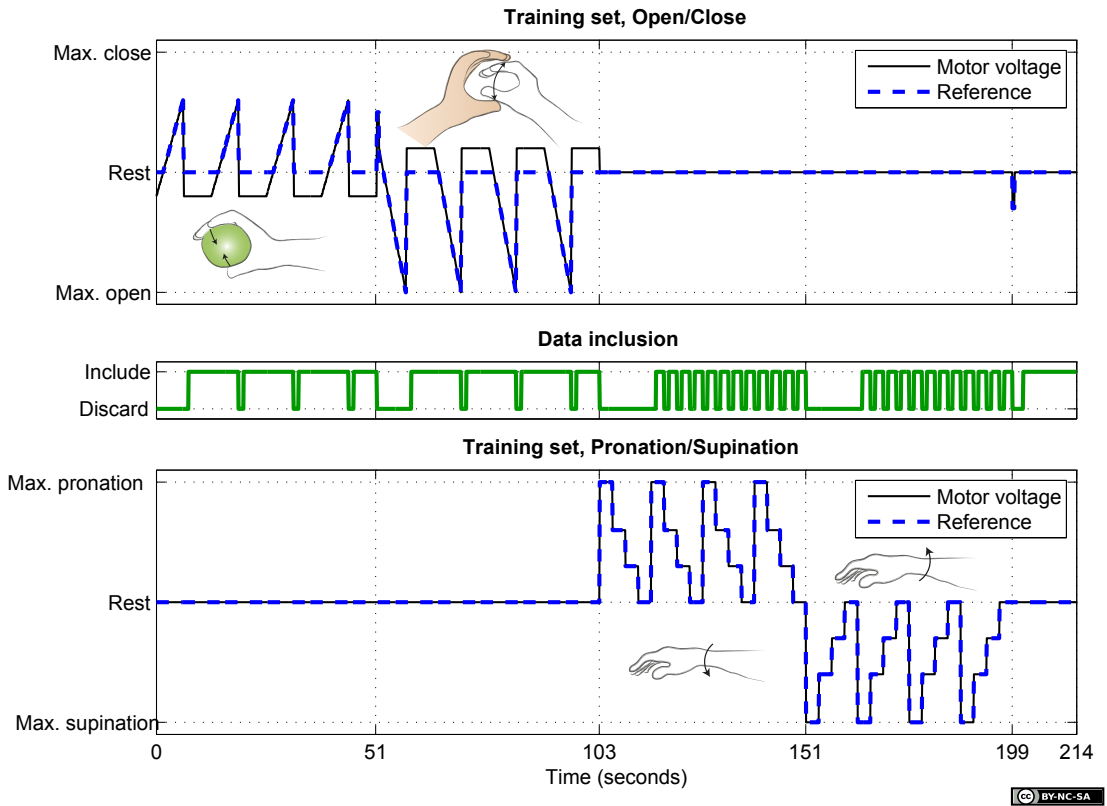 Training set, Open/Close
Max. close
Motor voltage
Reference
Rest
Max. open
Data inclusion
Include
Discard
Training set, Pronation/Supination
Max. pronation
Motor voltage
Reference
Rest
Max. supination
0 51 103 151 199 214
Time (seconds)
cc BY-NC-SA